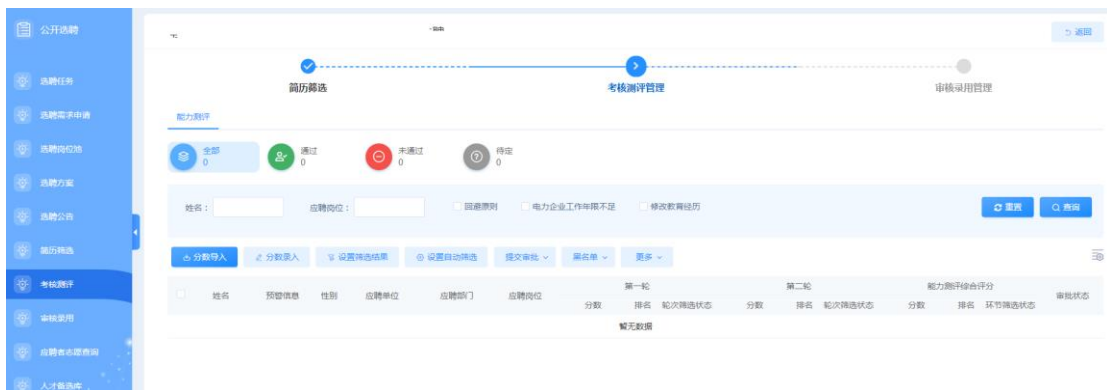 公开选聘
返回
选聘任务
选聘需求申请
选聘岗位池
选聘方案
选聘公告
简历筛选
考核测评
审核录用
应聘者志愿查询
人才备选库
简历筛选 考核测评管理 审核录用管理
能力测评
全部 0 通过 0 未通过 0 待定 0
姓名： 应聘岗位： 回避原则 电力企业工作年限不足 修改教育经历 重置 查询
分数导入 分数录入 设置筛选结果 设置自动筛选 提交审批 黑名单 更多
姓名 预警信息 性别 应聘单位 应聘部门 应聘岗位 第一轮 第二轮 能力测评综合评分 审批状态
分数 排名 轮次筛选状态 分数 排名 轮次筛选状态 分数 排名 环节筛选状态
暂无数据